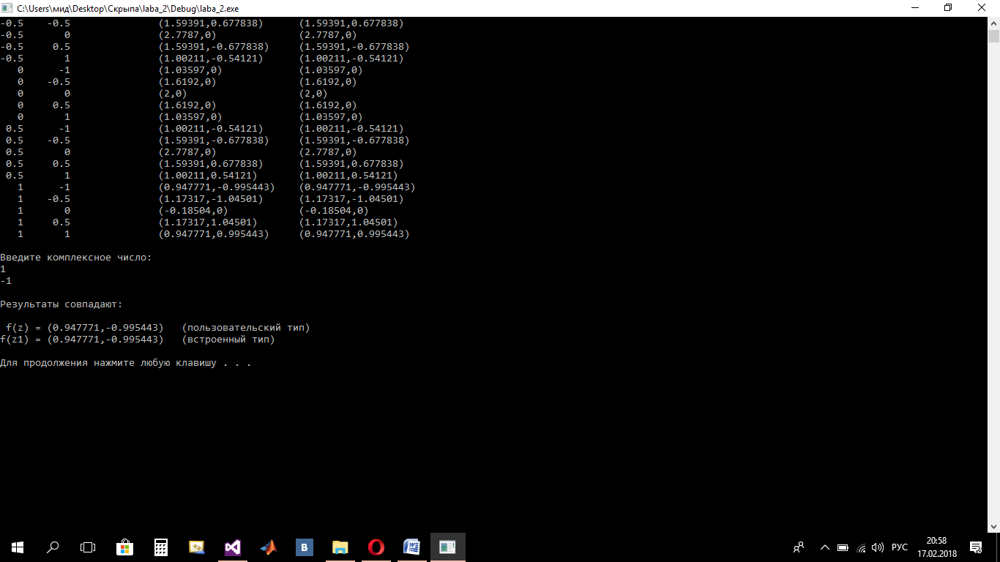 C:\Users\мид\Desktop\Скрыпа\laba_2\Debug\laba_2.exe
-0.5 -0.5 (1.59391,0.677838) (1.59391,0.677838)
-0.5 0 (2.7787,0) (2.7787,0)
-0.5 0.5 (1.59391,-0.677838) (1.59391,-0.677838)
-0.5 1 (1.00211,-0.54121) (1.00211,-0.54121)
0 -1 (1.03597,0) (1.03597,0)
0 -0.5 (1.6192,0) (1.6192,0)
0 0 (2,0) (2,0)
0 0.5 (1.6192,0) (1.6192,0)
0 1 (1.03597,0) (1.03597,0)
0.5 -1 (1.00211,-0.54121) (1.00211,-0.54121)
0.5 -0.5 (1.59391,-0.677838) (1.59391,-0.677838)
0.5 0 (2.7787,0) (2.7787,0)
0.5 0.5 (1.59391,0.677838) (1.59391,0.677838)
0.5 1 (1.00211,0.54121) (1.00211,0.54121)
1 -1 (0.947771,-0.995443) (0.947771,-0.995443)
1 -0.5 (1.17317,-1.04501) (1.17317,-1.04501)
1 0 (-0.18504,0) (-0.18504,0)
1 0.5 (1.17317,1.04501) (1.17317,1.04501)
1 1 (0.947771,0.995443) (0.947771,0.995443)
Введите комплексное число:
1
-1
Результаты совпадают:
f(z) = (0.947771,-0.995443) (пользовательский тип)
f(z1) = (0.947771,-0.995443) (встроенный тип)
Для продолжения нажмите любую клавишу . . .
B
W
РУС
20:58
17.02.2018